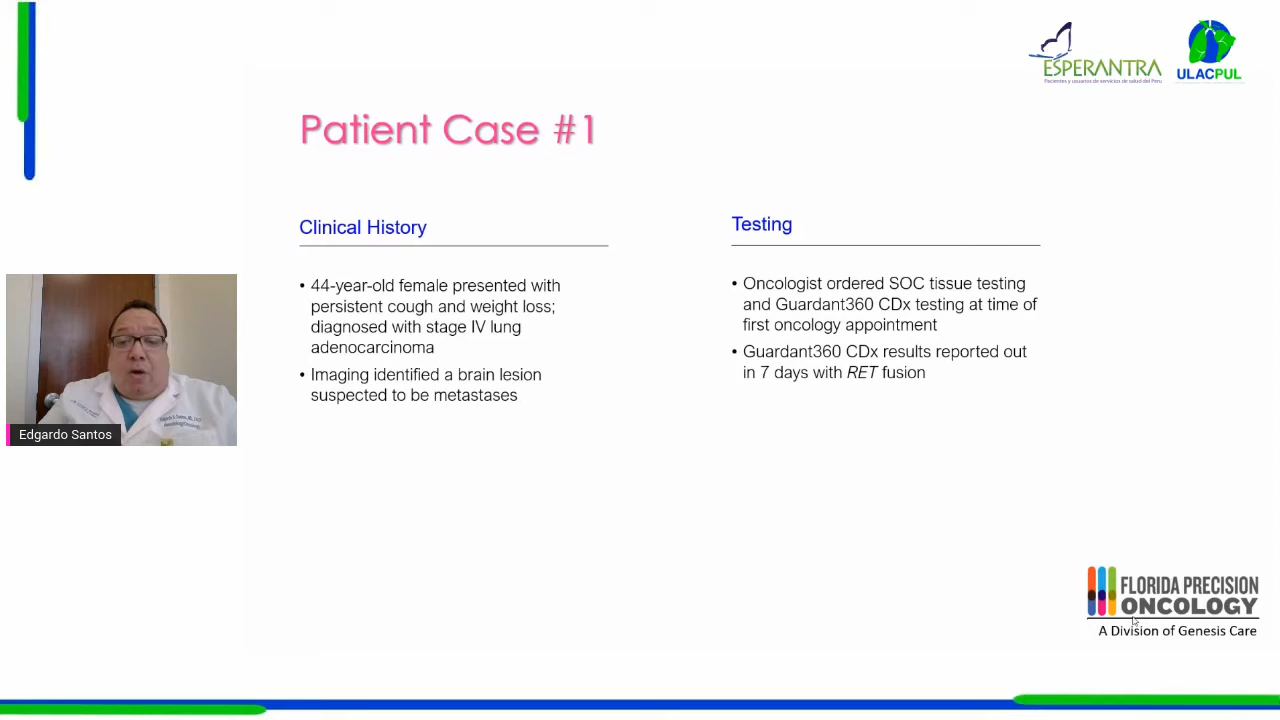 ESPERANTRA
Pacientes y usuarios de servicios de salud del Perú
ULACPUL
Patient Case #1
Clinical History
• 44-year-old female presented with
persistent cough and weight loss;
diagnosed with stage IV lung
adenocarcinoma
• Imaging identified a brain lesion
suspected to be metastases
Testing
• Oncologist ordered SOC tissue testing
and Guardant360 CDx testing at time of
first oncology appointment
• Guardant360 CDx results reported out
in 7 days with RET fusion
Edgardo Santos
FLORIDA PRECISION
ONCOLOGY
A Division of Genesis Care